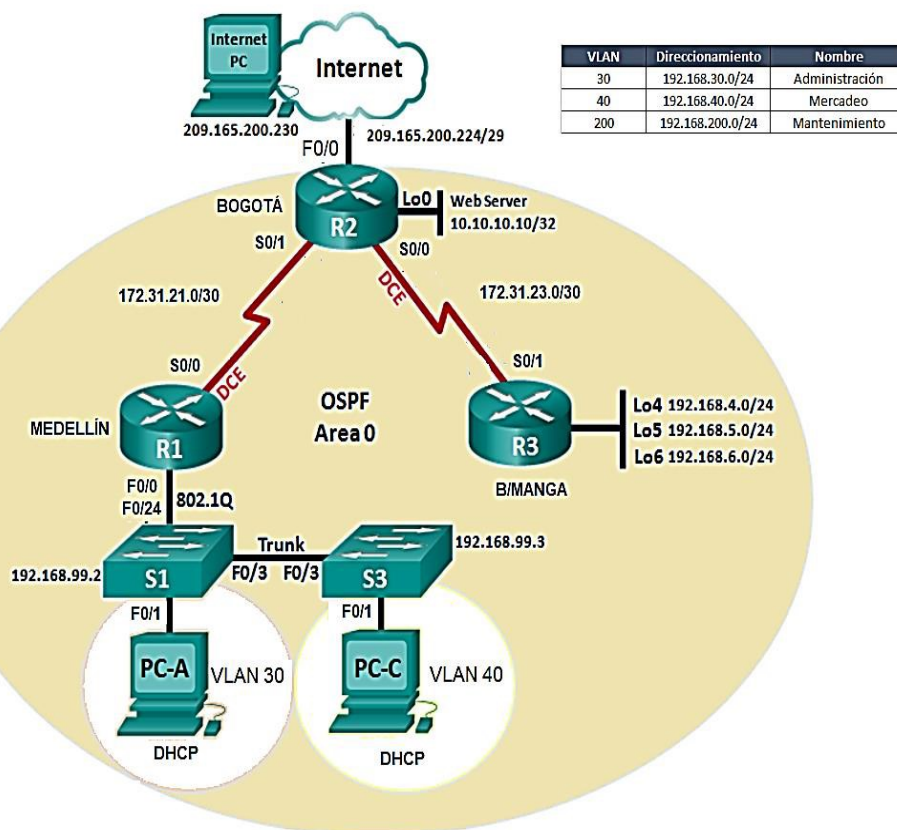 Internet
PC
Internet
209.165.200.230
209.165.200.224/29
F0/0
VLAN Direccionamiento Nombre
30 192.168.30.0/24 Administración
40 192.168.40.0/24 Mercadeo
200 192.168.200.0/24 Mantenimiento
BOGOTÁ
R2
Lo0
Web Server
10.10.10.10/32
S0/1
S0/0
DCE
172.31.21.0/30
172.31.23.0/30
S0/0
DCE
S0/1
MEDELLÍN
R1
OSPF
Area 0
R3
B/MANGA
Lo4 192.168.4.0/24
Lo5 192.168.5.0/24
Lo6 192.168.6.0/24
F0/0
F0/24
802.1Q
192.168.99.2
S1
Trunk
F0/3 F0/3
S3
192.168.99.3
F0/1
F0/1
PC-A
VLAN 30
DHCP
PC-C
VLAN 40
DHCP